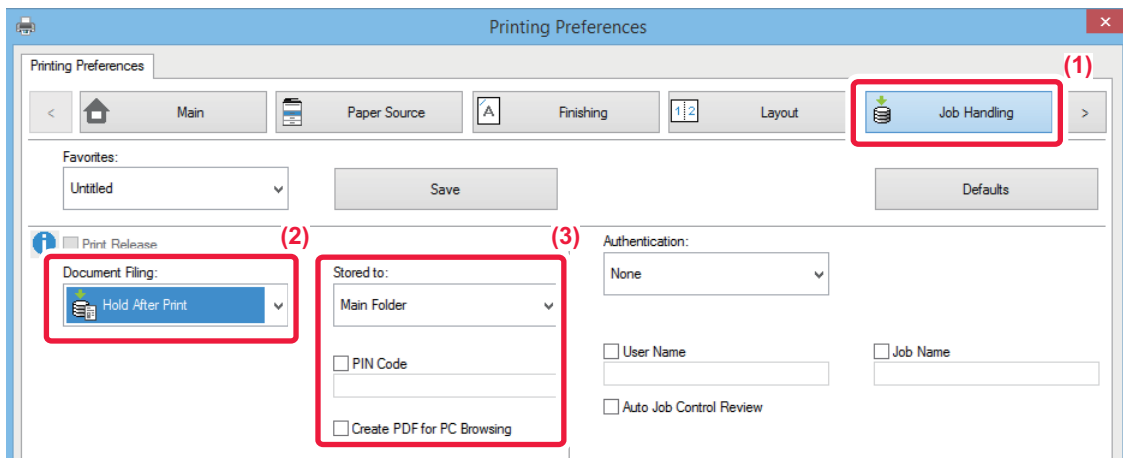 Printing Preferences
×
Printing Preferences
(1)
<
Main
Paper Source
A
Finishing
1 2
Layout
Job Handling
>
Favorites:
Untitled
Save
Defaults
Print Release
(2)
(3)
Document Filing:
Hold After Print
Stored to:
Main Folder
PIN Code
Create PDF for PC Browsing
Authentication:
None
User Name
Job Name
Auto Job Control Review